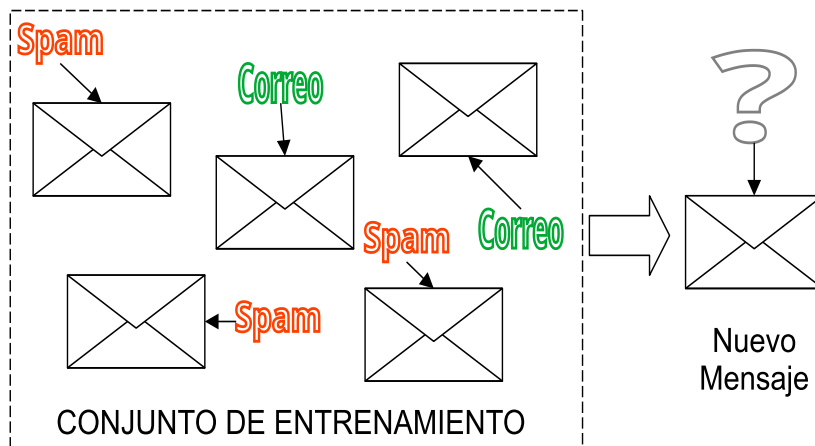 Spam
Correo
Correo
Spam
Spam
?
Nuevo
Mensaje
CONJUNTO DE ENTRENAMIENTO